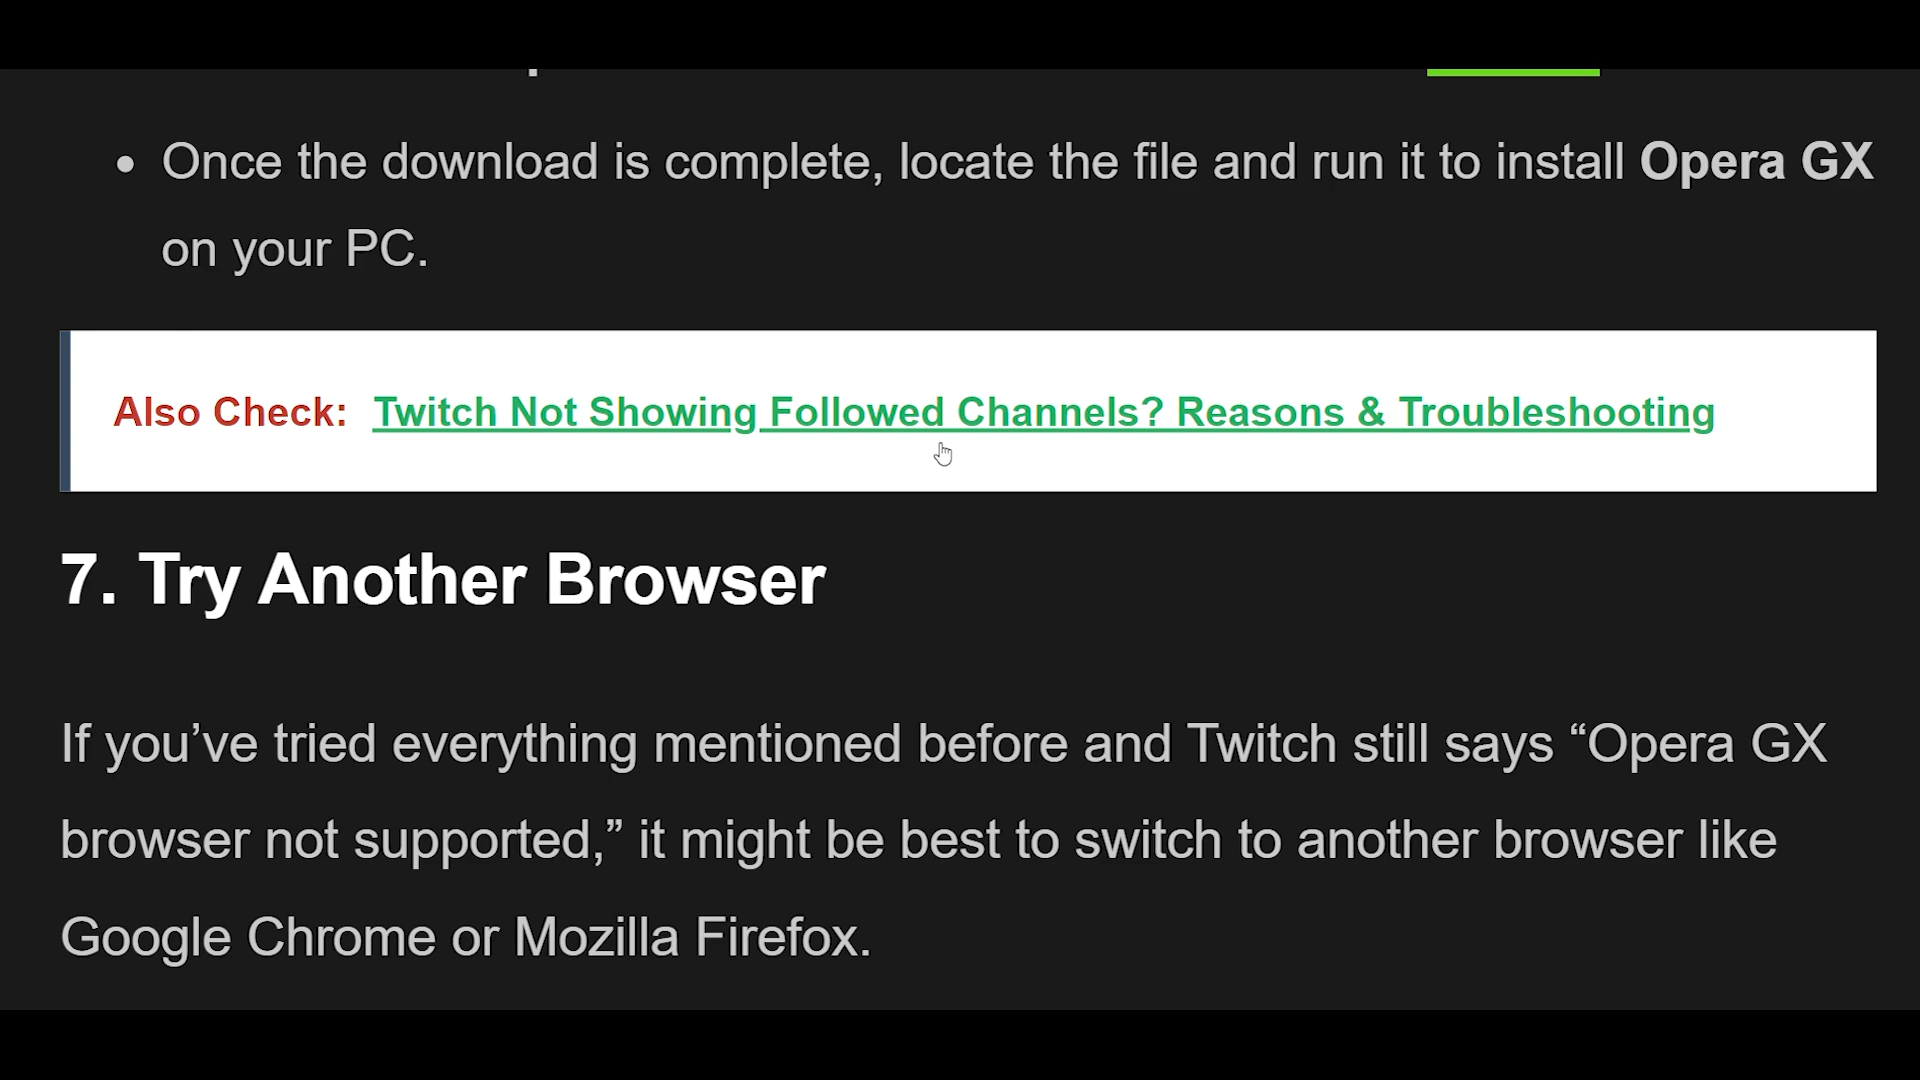 • Once the download is complete, locate the file and run it to install Opera GX
on your PC.
Also Check: Twitch Not Showing Followed Channels? Reasons & Troubleshooting
7. Try Another Browser
If you’ve tried everything mentioned before and Twitch still says “Opera GX
browser not supported,” it might be best to switch to another browser like
Google Chrome or Mozilla Firefox.